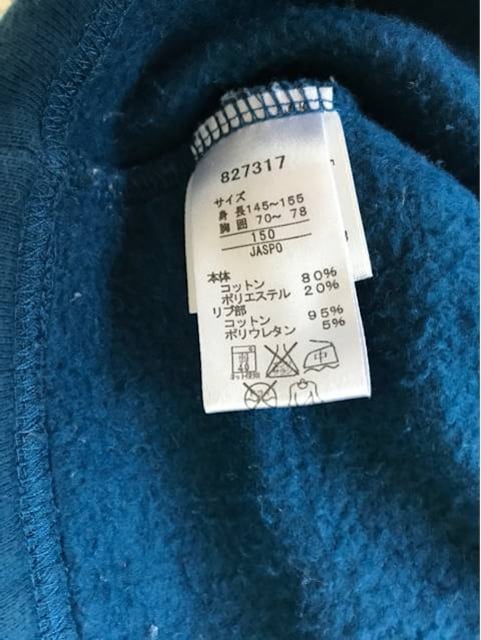 827317
サイズ
身長145~155
胸囲 70~ 78
150
JASPO
本体
コットン 80%
ポリエステル 20%
リブ部
コットン 95%
ポリウレタン 5%
40
中